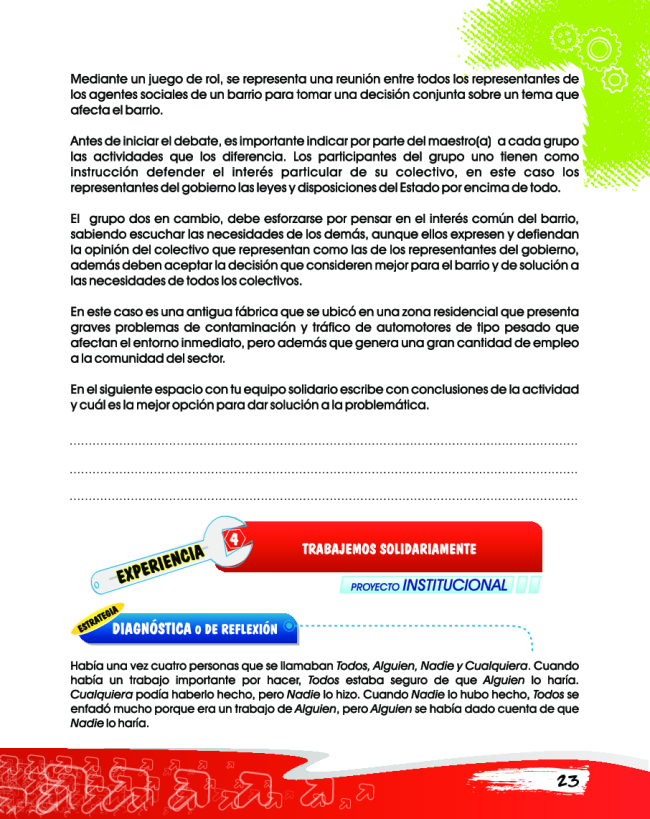 Mediante un juego de rol, se representa una reunión entre todos los representantes de
los agentes sociales de un barrio para tomar una decisión conjunta sobre un tema que
afecta el barrio.
Antes de iniciar el debate, es importante indicar por parte del maestro(a) a cada grupo
las actividades que los diferencia. Los participantes del grupo uno tienen como
instrucción defender el interés particular de su colectivo, en este caso los
representantes del gobierno las leyes y disposiciones del Estado por encima de todo.
El grupo dos en cambio, debe esforzarse por pensar en el interés común del barrio,
sabiendo escuchar las necesidades de los demás, aunque ellos expresen y defiendan
la opinión del colectivo que representan como las de los representantes del gobierno,
además deben aceptar la decisión que consideren mejor para el barrio y de solución a
las necesidades de todos los colectivos.
En este caso es una antigua fábrica que se ubicó en una zona residencial que presenta
graves problemas de contaminación y tráfico de automotores de tipo pesado que
afectan el entorno inmediato, pero además que genera una gran cantidad de empleo
a la comunidad del sector.
En el siguiente espacio con tu equipo solidario escribe con conclusiones de la actividad
y cuál es la mejor opción para dar solución a la problemática.
EXPERIENCIA 4
TRABAJEMOS SOLIDARIAMENTE
PROYECTO INSTITUCIONAL
ESTRATEGIA
DIAGNÓSTICA O DE REFLEXIÓN
Había una vez cuatro personas que se llamaban Todos, Alguien, Nadie y Cualquiera. Cuando
había un trabajo importante por hacer, Todos estaba seguro de que Alguien lo haría.
Cualquiera podía haberlo hecho, pero Nadie lo hizo. Cuando Nadie lo hubo hecho, Todos se
enfadó mucho porque era un trabajo de Alguien, pero Alguien se había dado cuenta de que
Nadie lo haría.
23